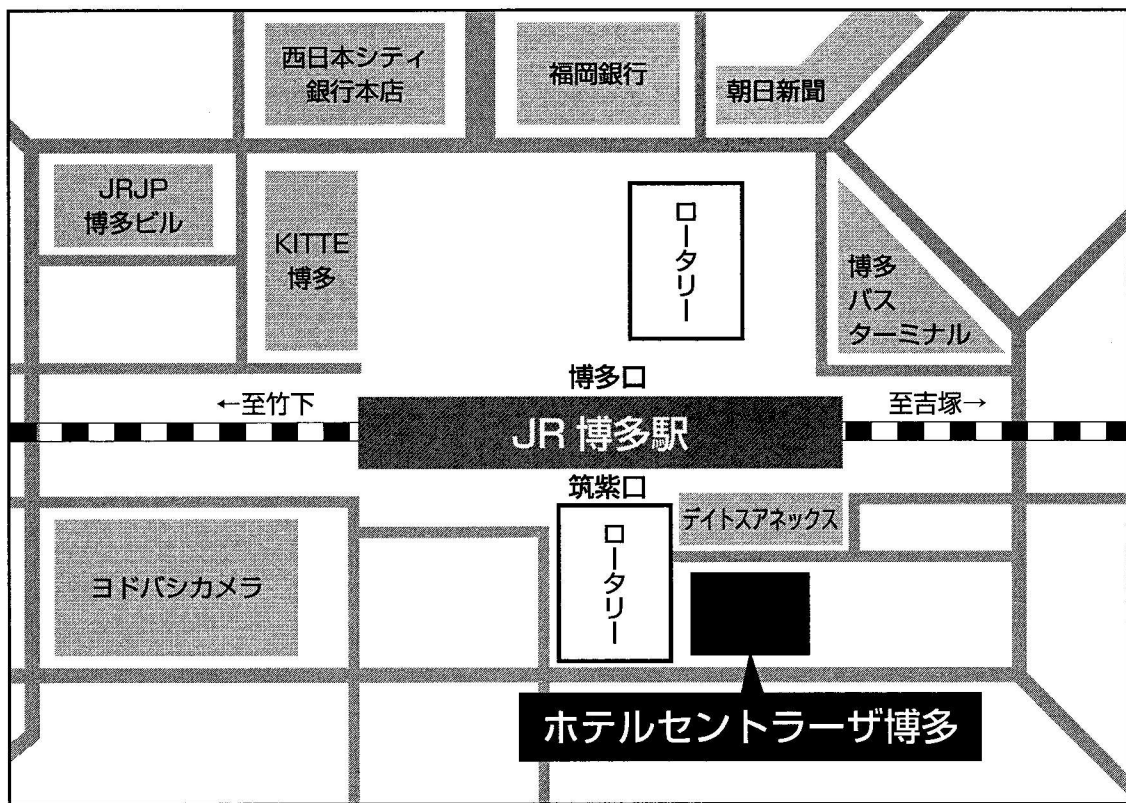 西日本シティ
銀行本店
福岡銀行
朝日新聞
JRJP
博多ビル
KITTE
博多
ロータリー
博多
バス
ターミナル
博多口
←至竹下
至吉塚→
JR 博多駅
筑紫口
デイトスアネックス
ロータリー
ヨドバシカメラ
ホテルセントラーザ博多